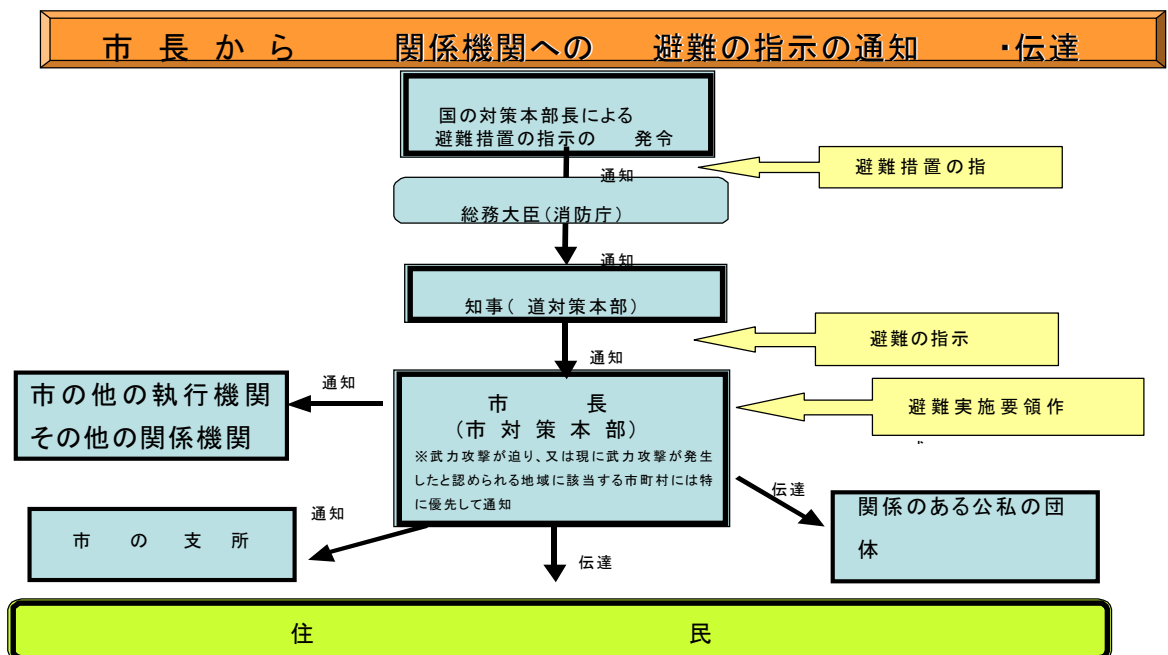 市 長 か ら 関係機関への 避難の指示の通知 ・伝達
国の対策本部長による
避難措置の指示の 発令
通知
避難措置の指
総務大臣(消防庁)
通知
知事( 道対策本部)
避難の指示
通知
市の他の執行機関
その他の関係機関
通知
市 長
(市 対 策 本 部)
※武力攻撃が迫り、又は現に武力攻撃が発生
したと認められる地域に該当する市町村には特
に優先して通知
避難実施要領作
伝達
関係のある公私の団
体
通知
市 の 支 所
伝達
住 民